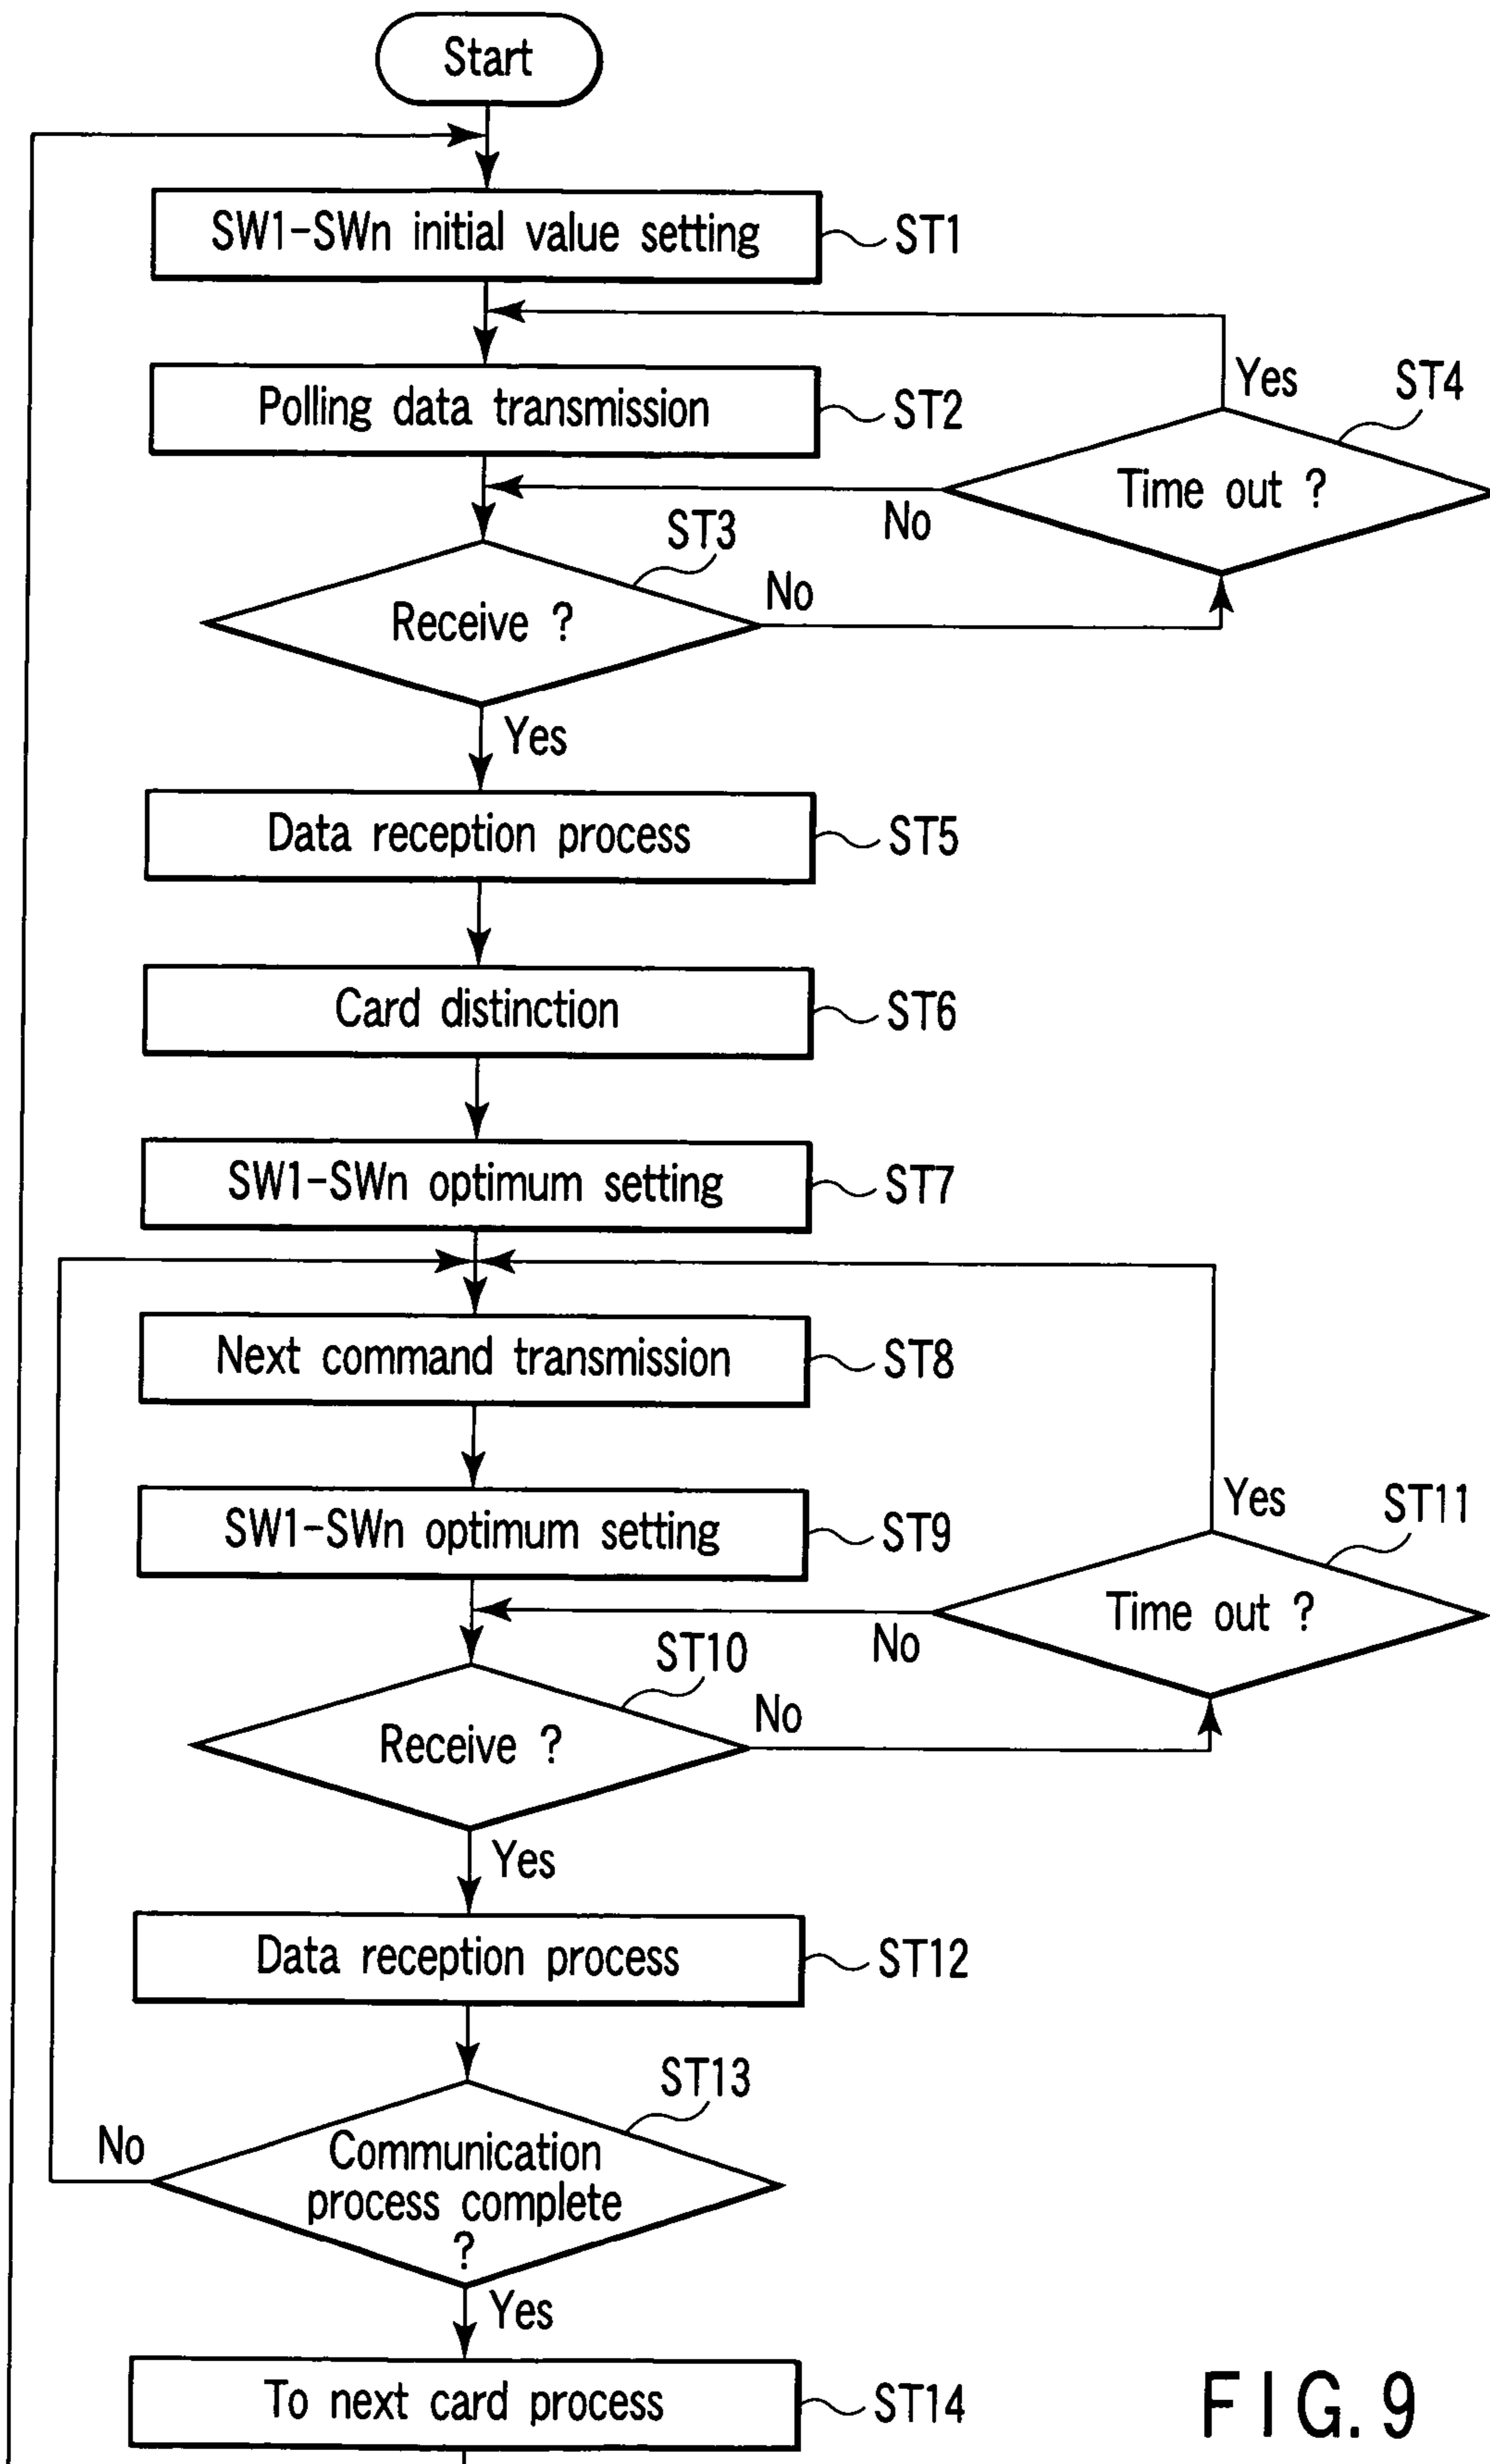 Start
SW1-SWn initial value setting
ST1
Polling data transmission
ST2
Yes
ST4
Time out ?
No
ST3
Receive ?
No
Yes
Data reception process
ST5
Card distinction
ST6
SW1-SWn optimum setting
ST7
Next command transmission
ST8
SW1-SWn optimum setting
ST9
Yes
ST11
Time out ?
No
ST10
Receive ?
No
Yes
Data reception process
ST12
ST13
No
Communication
process complete
?
Yes
To next card process
ST14
FIG. 9